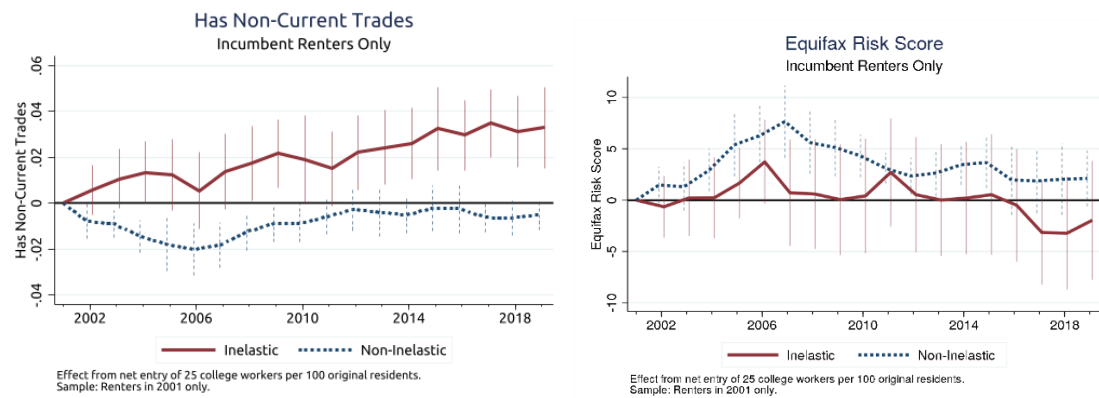 Has Non-Current Trades
Incumbent Renters Only
Has Non-Current Trades
.06
.04
.02
0
-.02
-.04
2002 2006 2010 2014 2018
Inelastic Non-Inelastic
Effect from net entry of 25 college workers per 100 original residents.
Sample: Renters in 2001 only.
Equifax Risk Score
Incumbent Renters Only
Equifax Risk Score
10
5
0
-5
-10
2002 2006 2010 2014 2018
Inelastic Non-Inelastic
Effect from net entry of 25 college workers per 100 original residents.
Sample: Renters in 2001 only.